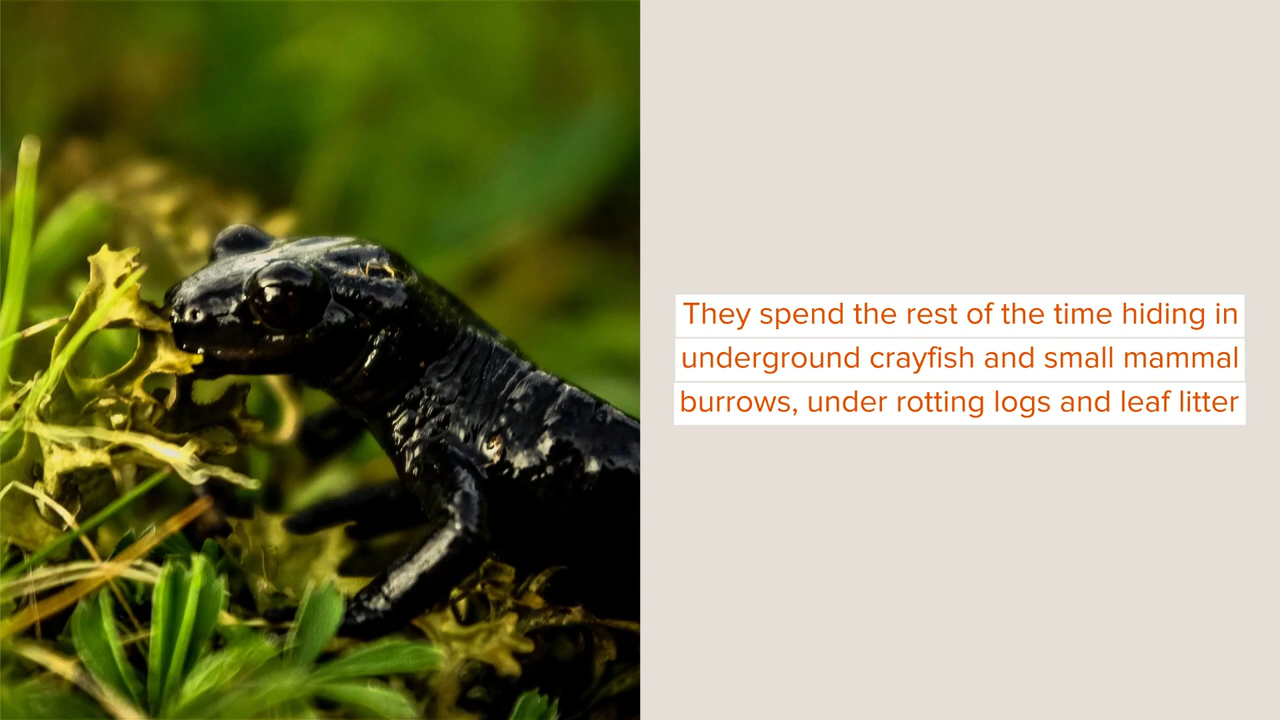 They spend the rest of the time hiding in
underground crayfish and small mammal
burrows, under rotting logs and leaf litter